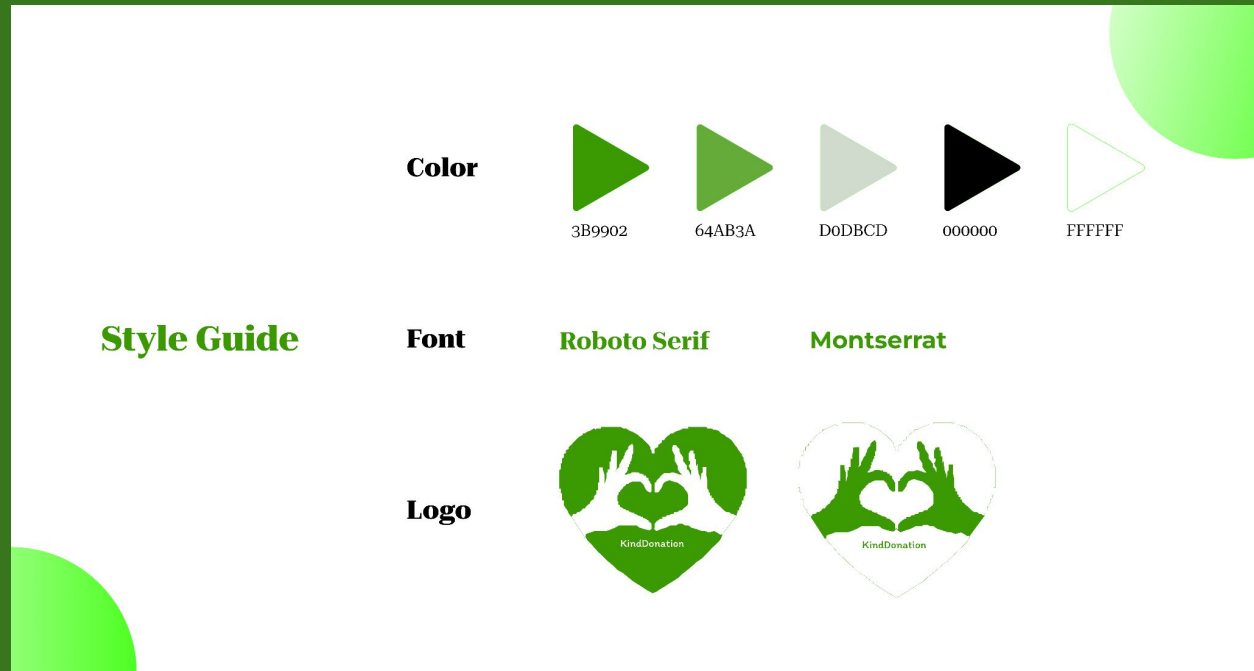 Color
3B9902 64AB3A D0DBCD 000000 FFFFFF
Style Guide
Font
Roboto Serif
Montserrat
Logo
KindDonation
KindDonation